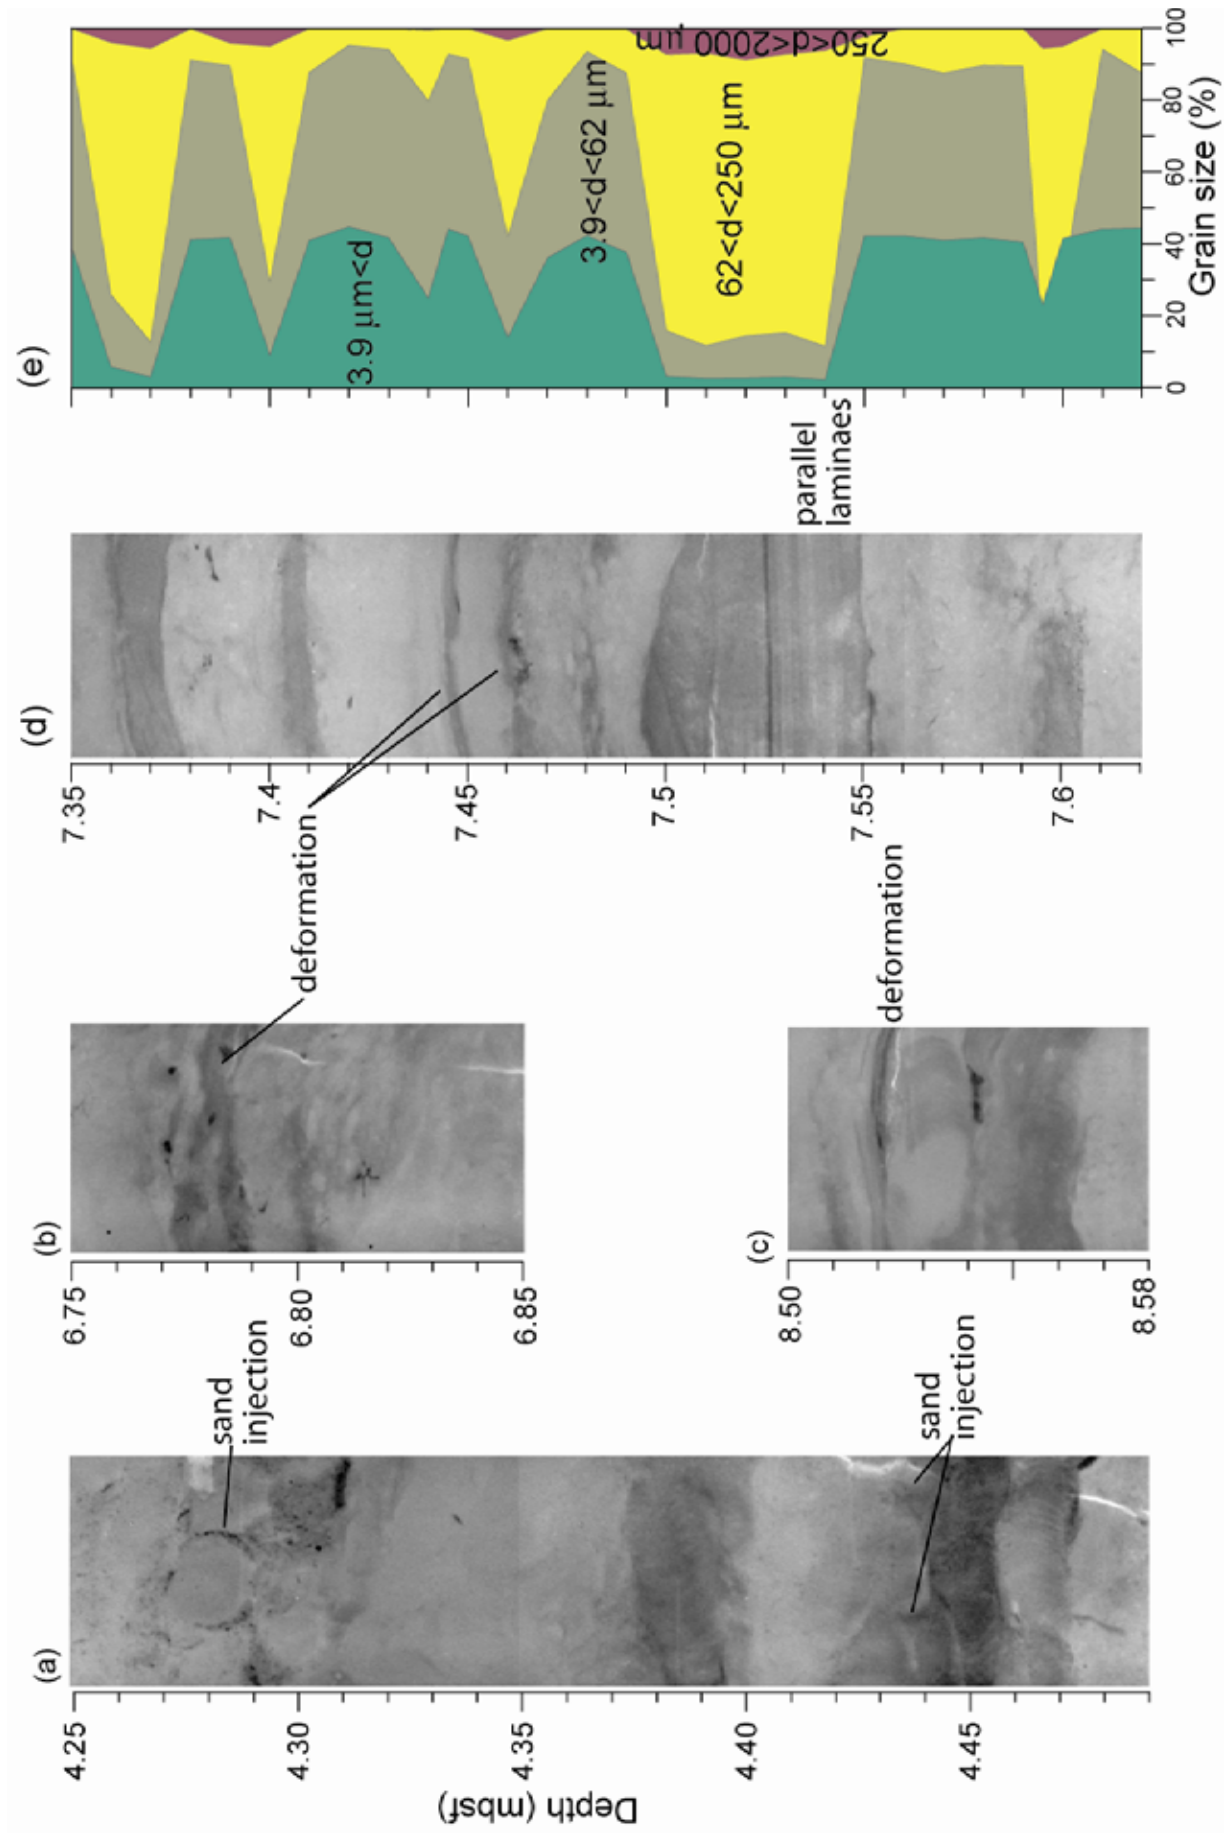 (a)
Depth (mbsf)
4.25
4.30
4.35
4.40
4.45
sand
injection
sand
injection
(b)
6.75
6.80
6.85
deformation
(c)
8.50
8.58
deformation
(d)
7.35
7.4
7.45
7.5
7.55
7.6
parallel
laminaes
(e)
3.9 μm<d
3.9<d<62 μm
62<d<250 μm
250<d<2000 μm
0
20
40
60
80
100
Grain size (%)